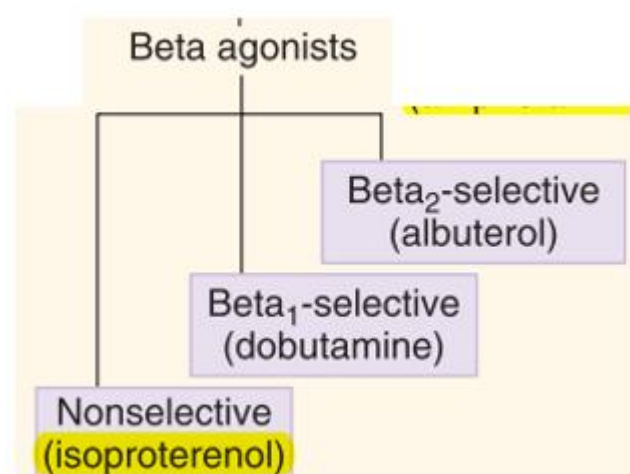 Beta agonists
Beta₂-selective
(albuterol)
Beta₁-selective
(dobutamine)
Nonselective
(isoproterenol)